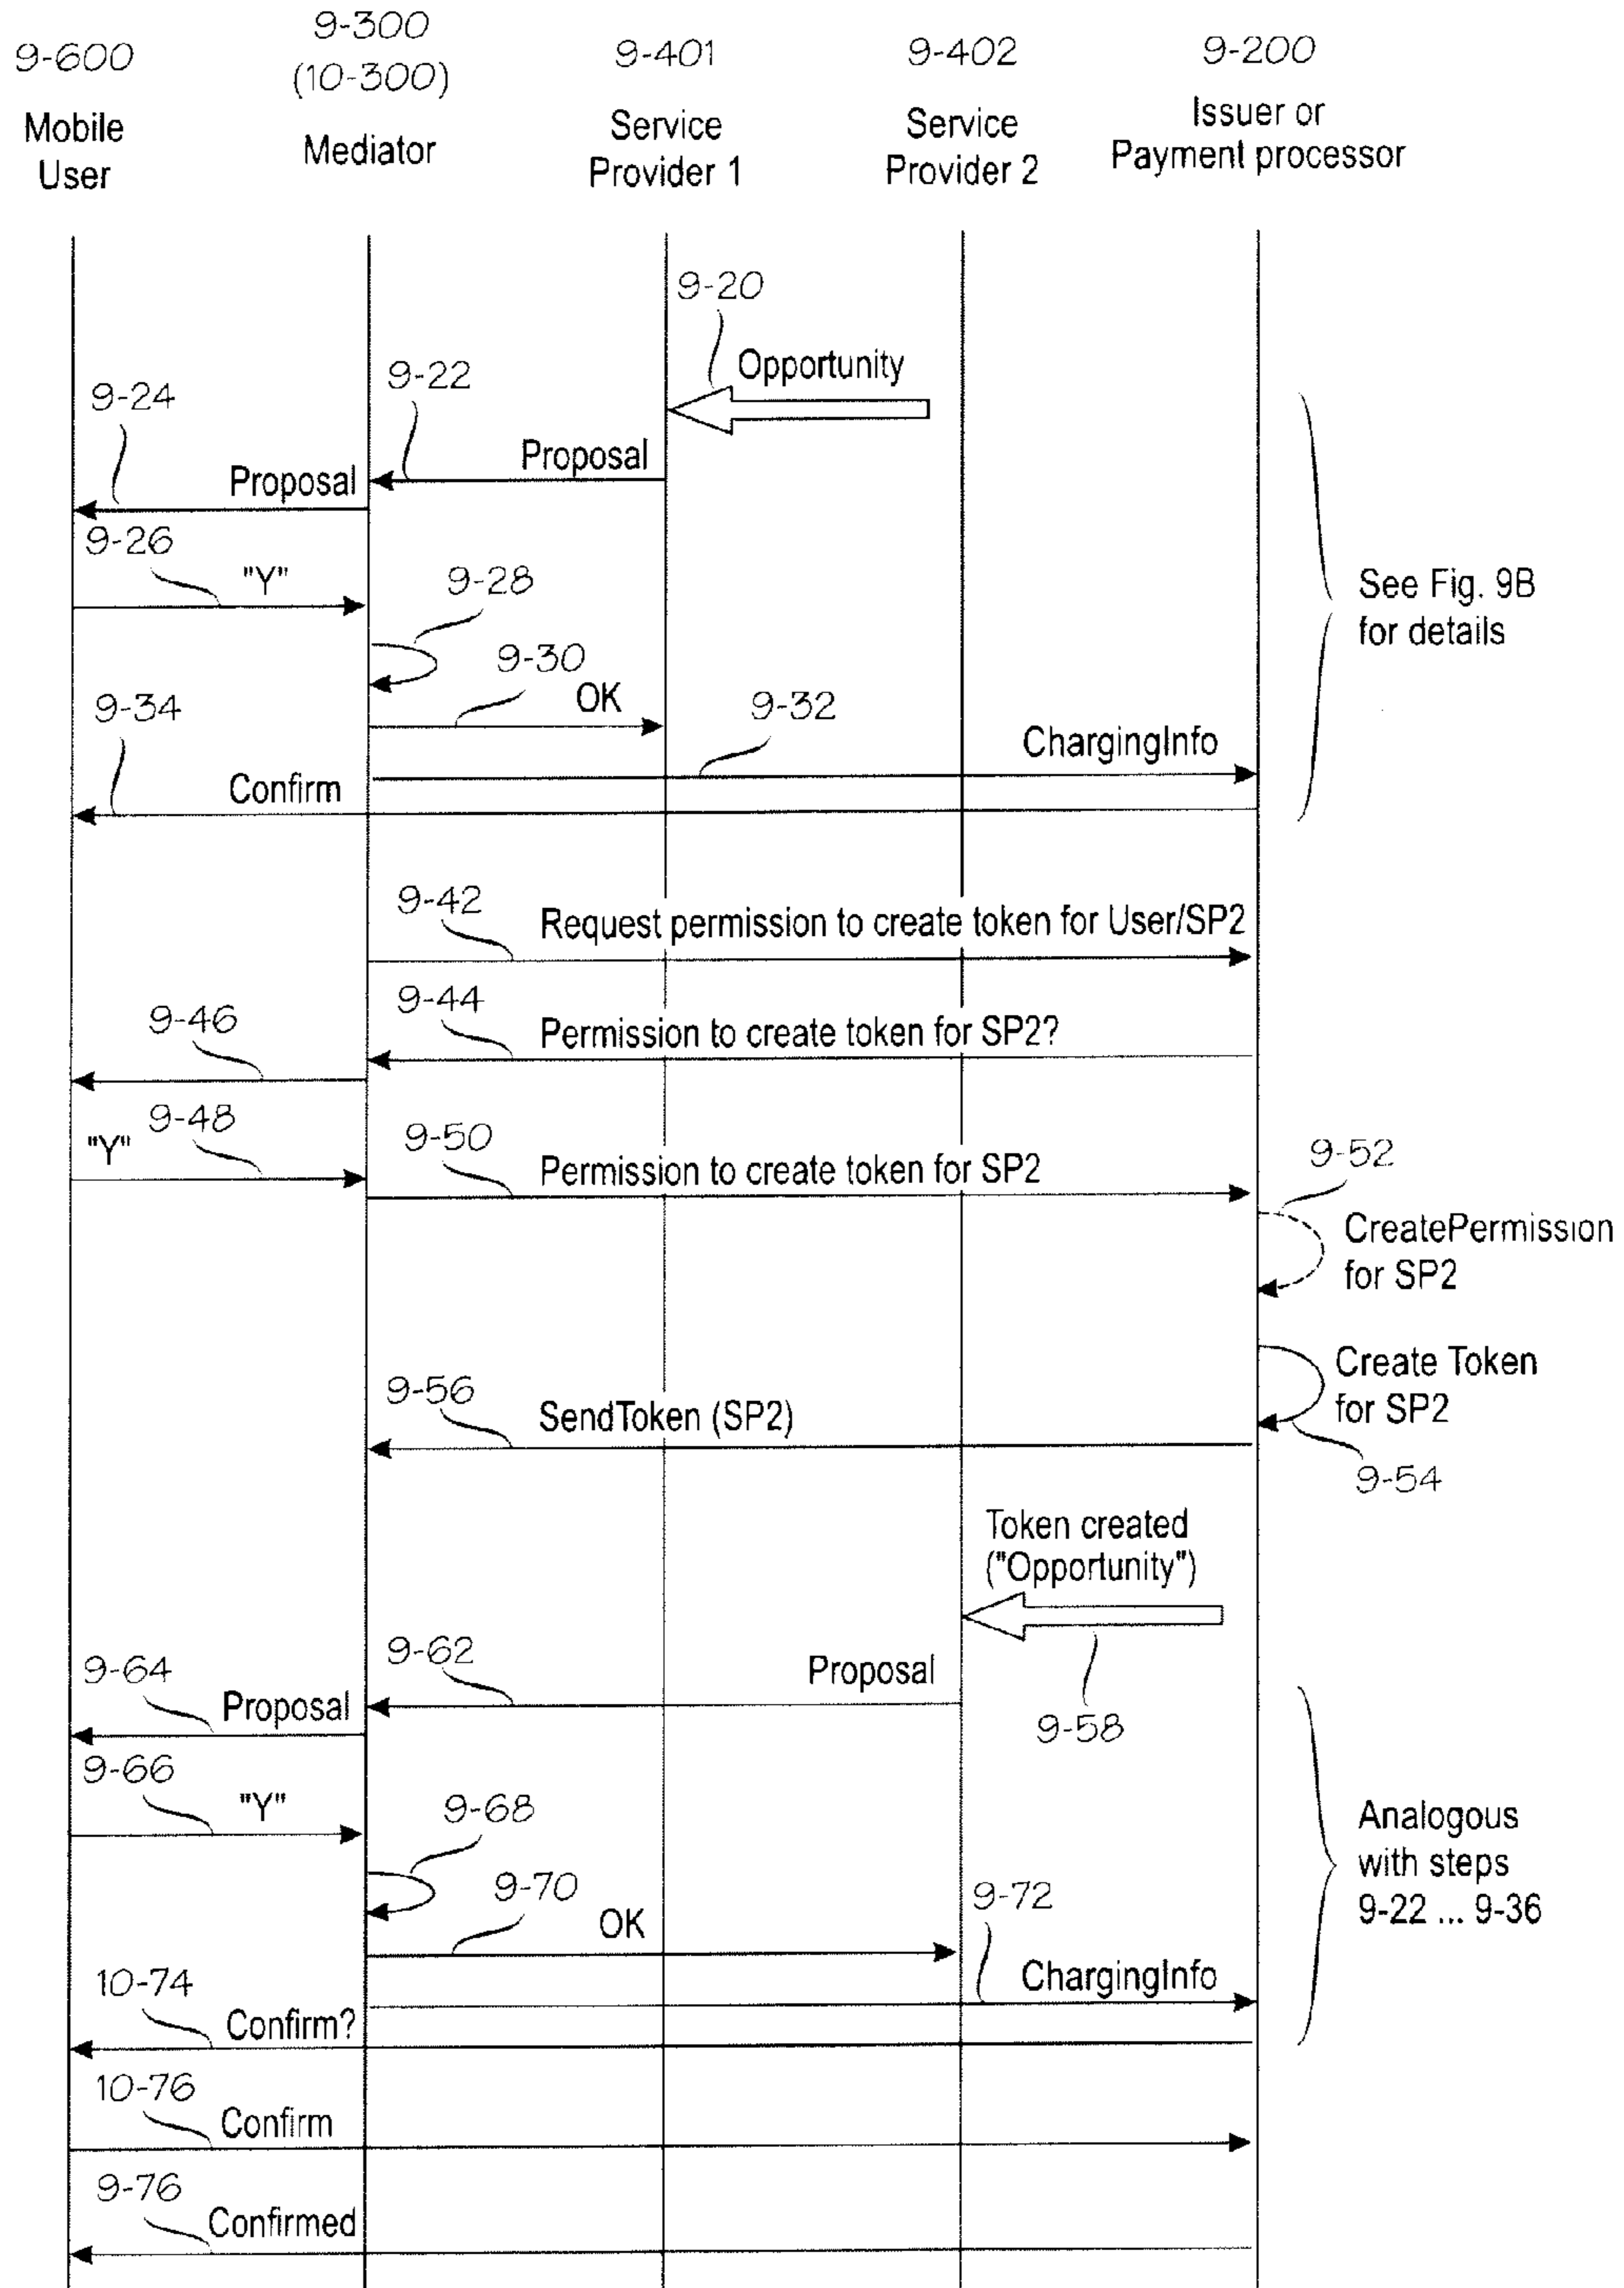 9-600
Mobile
User
9-300
(10-300)
Mediator
9-401
Service
Provider 1
9-402
Service
Provider 2
9-200
Issuer or
Payment processor
9-20
Opportunity
9-22
Proposal
9-24
Proposal
9-26
"Y"
9-28
9-30
OK
9-32
ChargingInfo
9-34
Confirm
See Fig. 9B
for details
9-42
Request permission to create token for User/SP2
9-44
Permission to create token for SP2?
9-46
9-48
"Y"
9-50
Permission to create token for SP2
9-52
CreatePermission
for SP2
Create Token
for SP2
9-54
9-56
SendToken (SP2)
Token created
("Opportunity")
9-58
9-62
Proposal
9-64
Proposal
9-66
"Y"
9-68
9-70
OK
9-72
ChargingInfo
10-74
Confirm?
Analogous
with steps
9-22 ... 9-36
10-76
Confirm
9-76
Confirmed